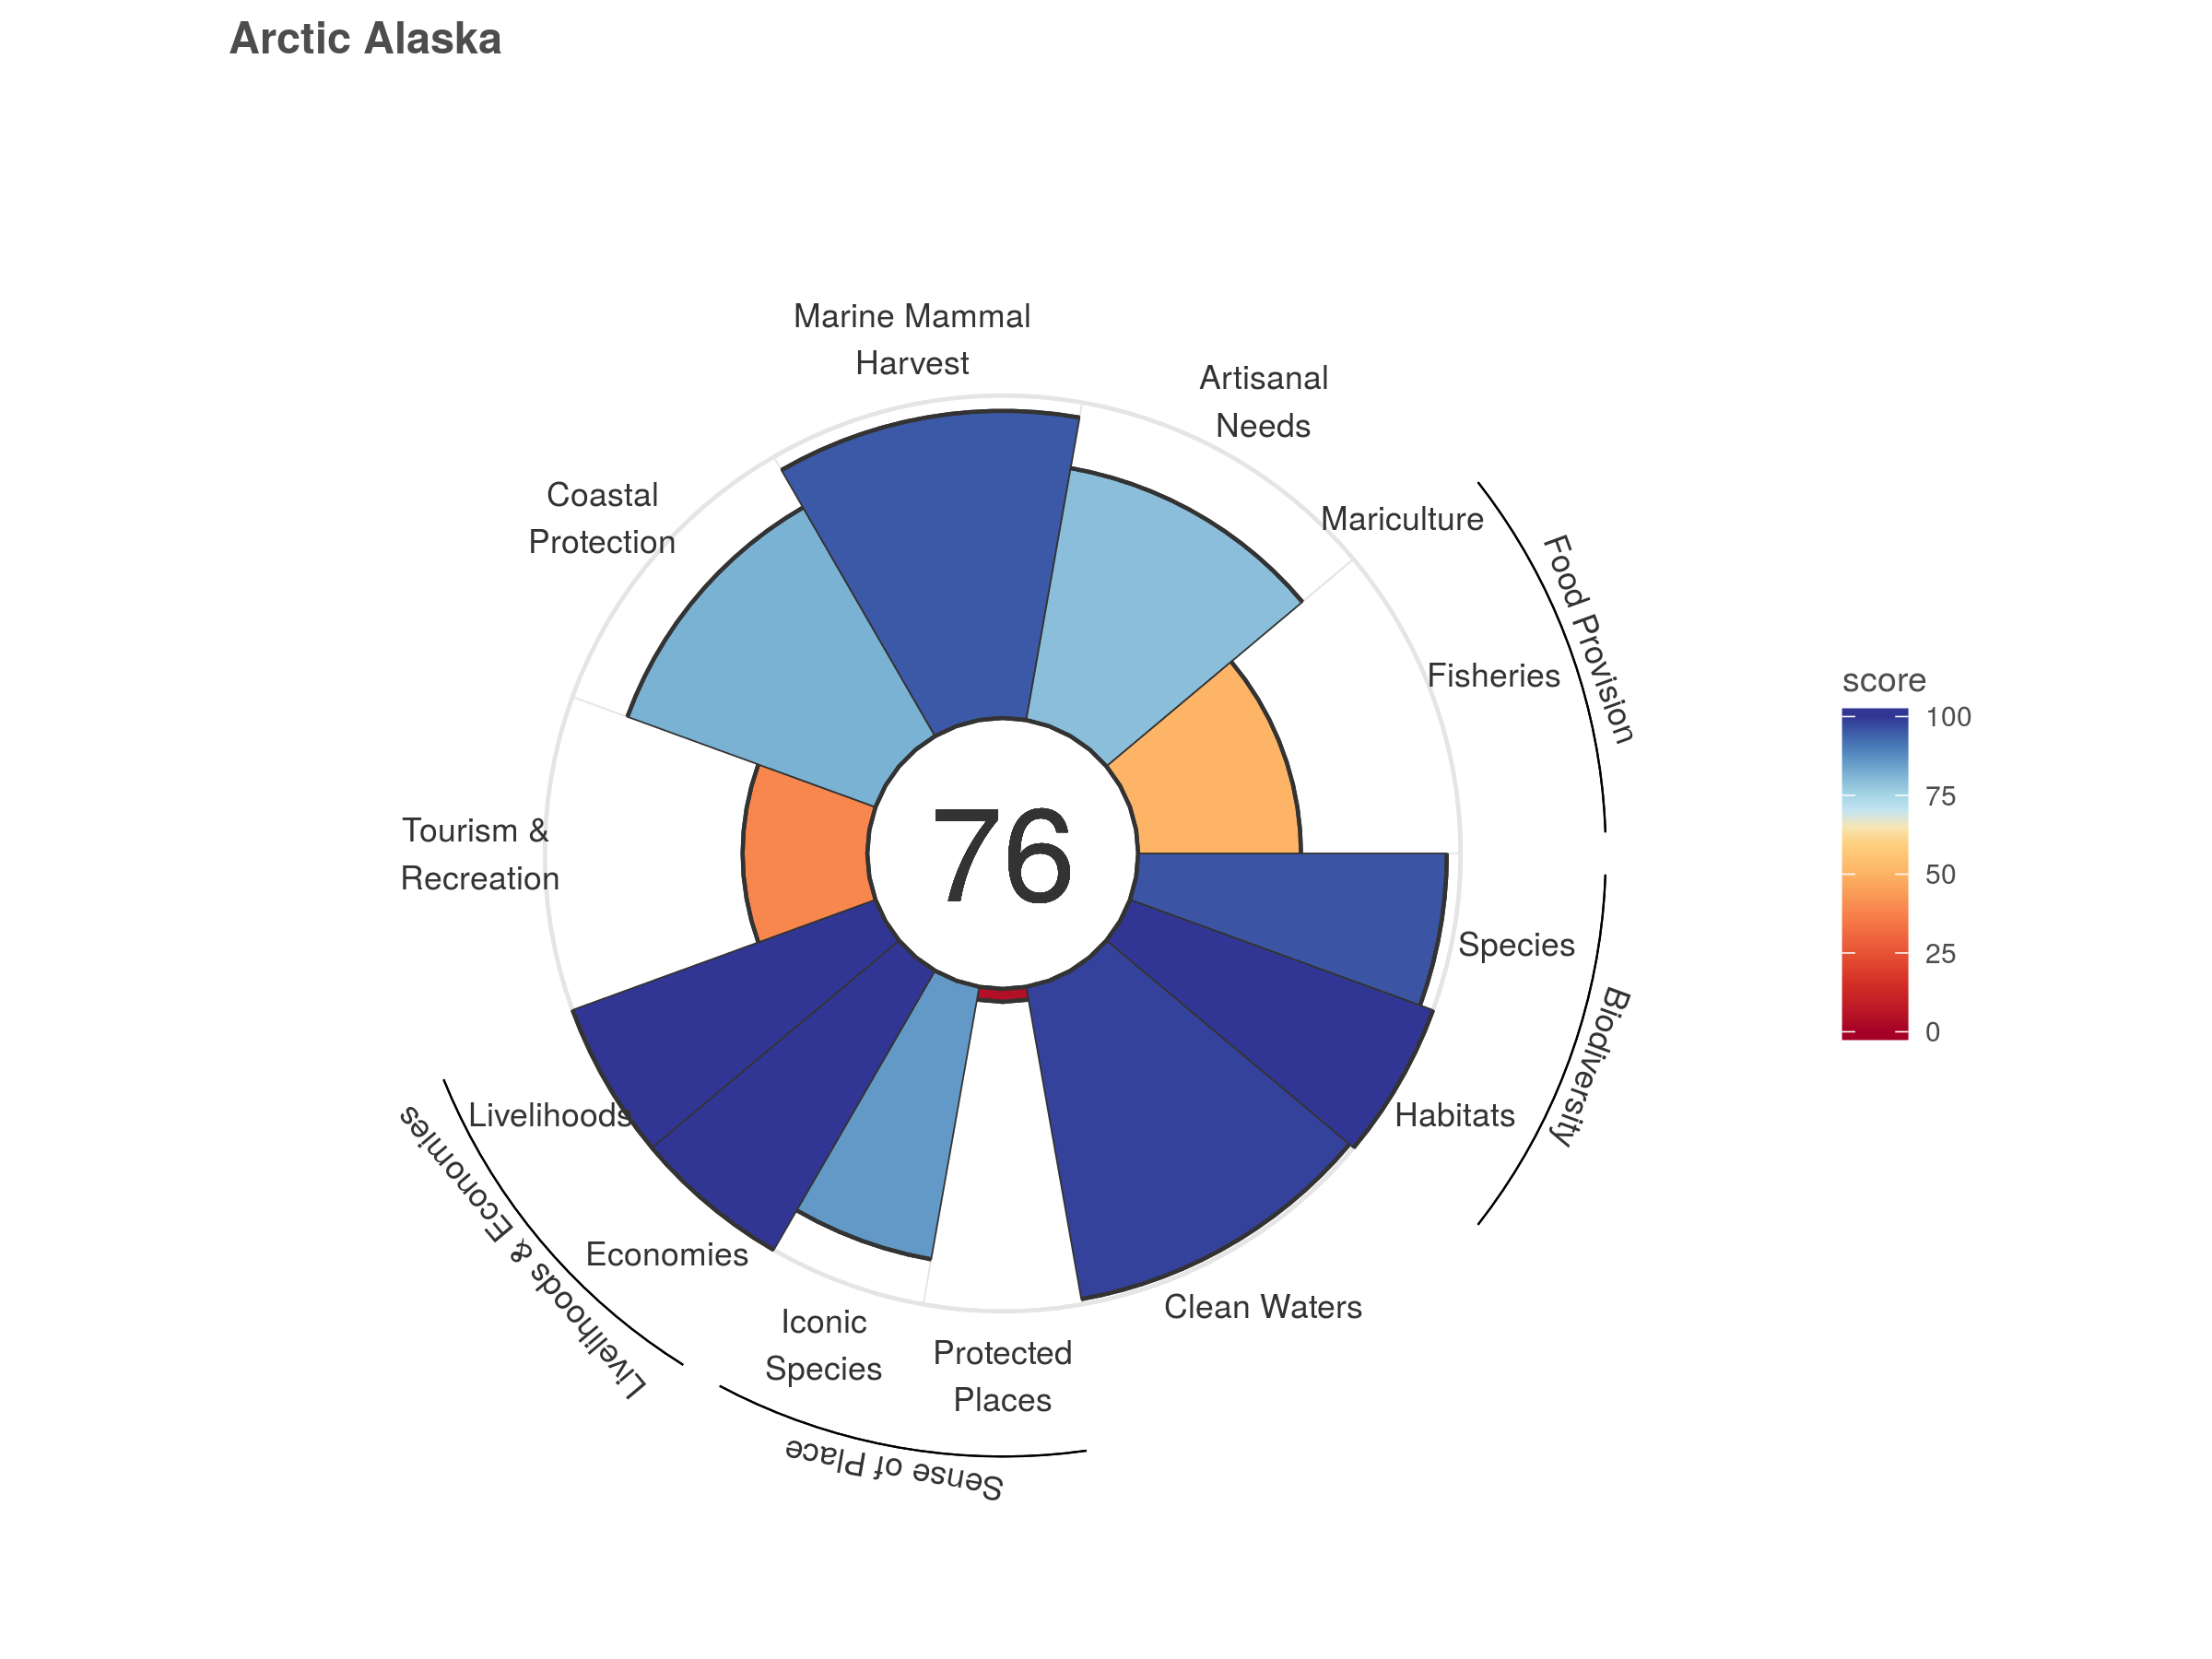 Arctic Alaska
Marine Mammal
Harvest
Artisanal
Needs
Coastal
Protection
Mariculture
Food Provision
Fisheries
Tourism &
Recreation
76
Species
Biodiversity
Habitats
Livelihoods
Livelihoods & Economies
Economies
Clean Waters
Iconic
Species
Protected
Places
Sense of Place
score
100
75
50
25
0